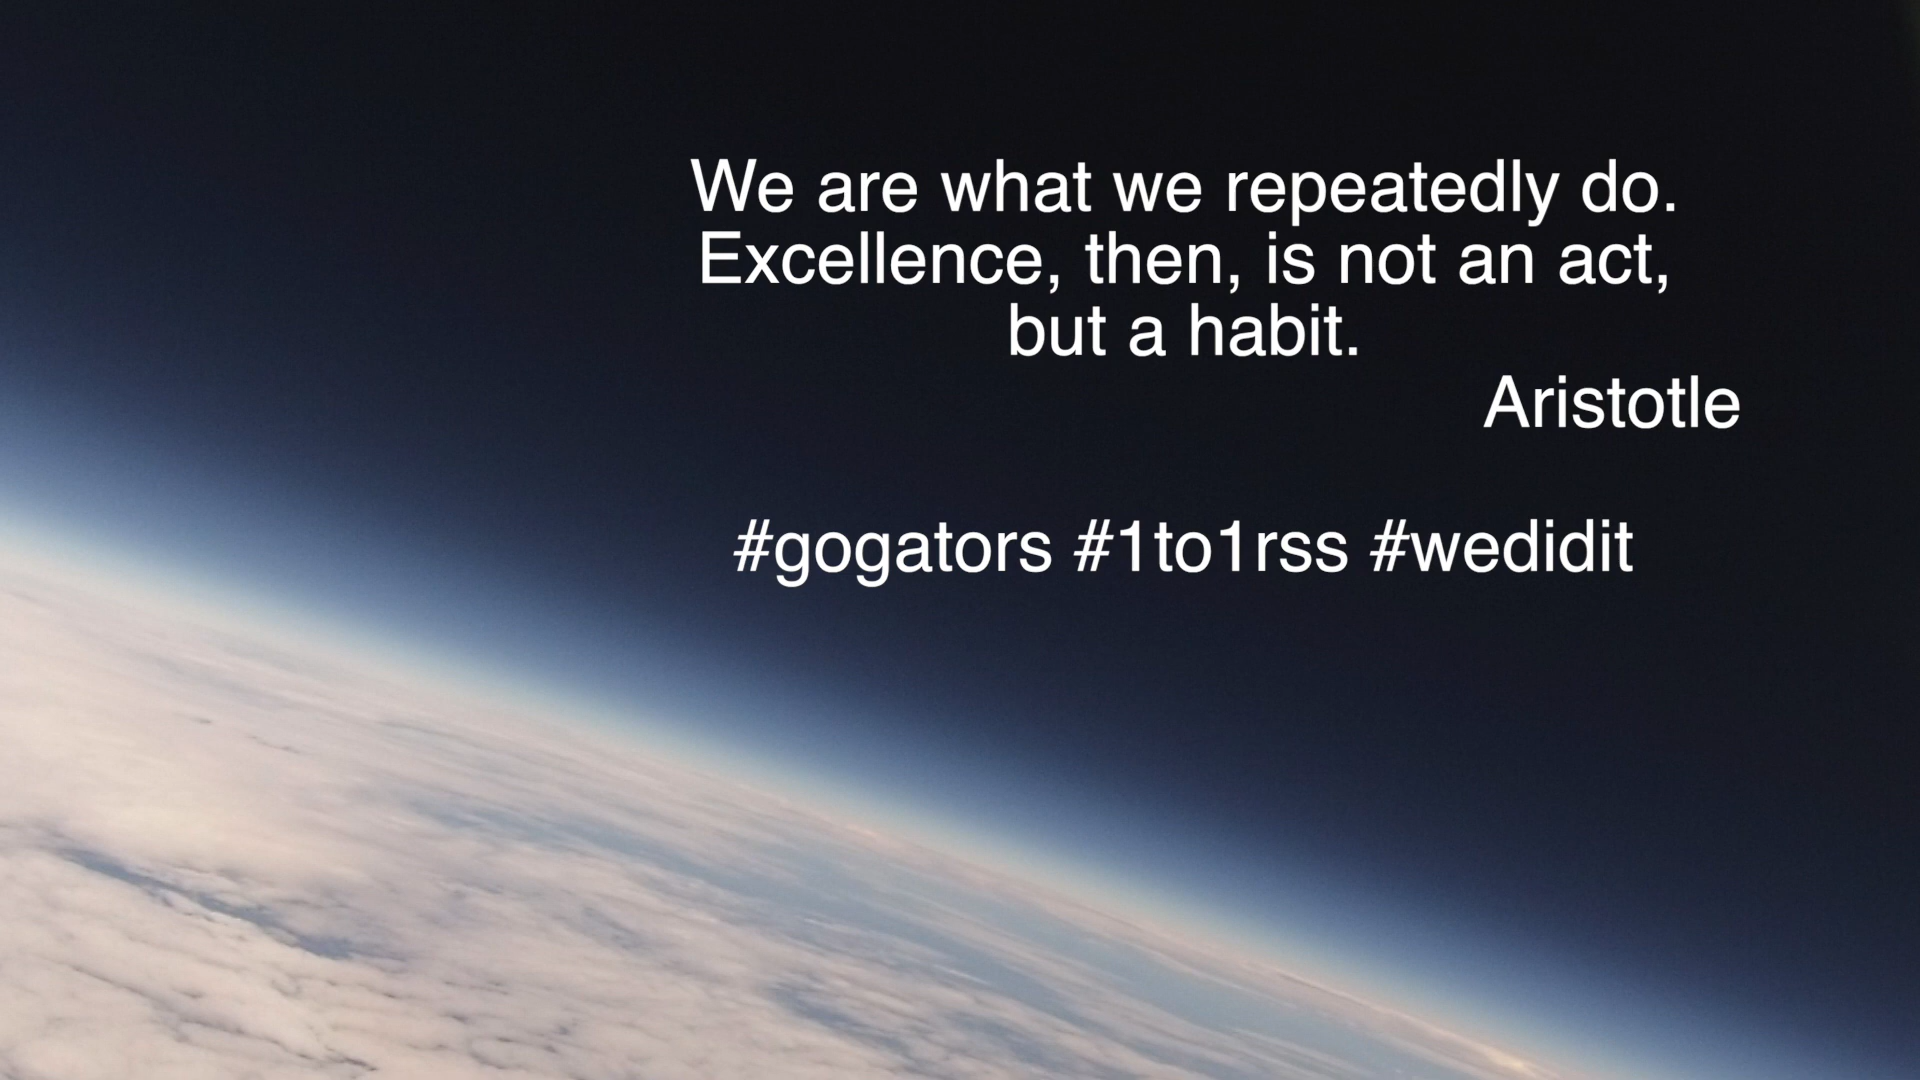 We are what we repeatedly do.
Excellence, then, is not an act,
but a habit.
Aristotle
#gogators #1to1rss #wedidit